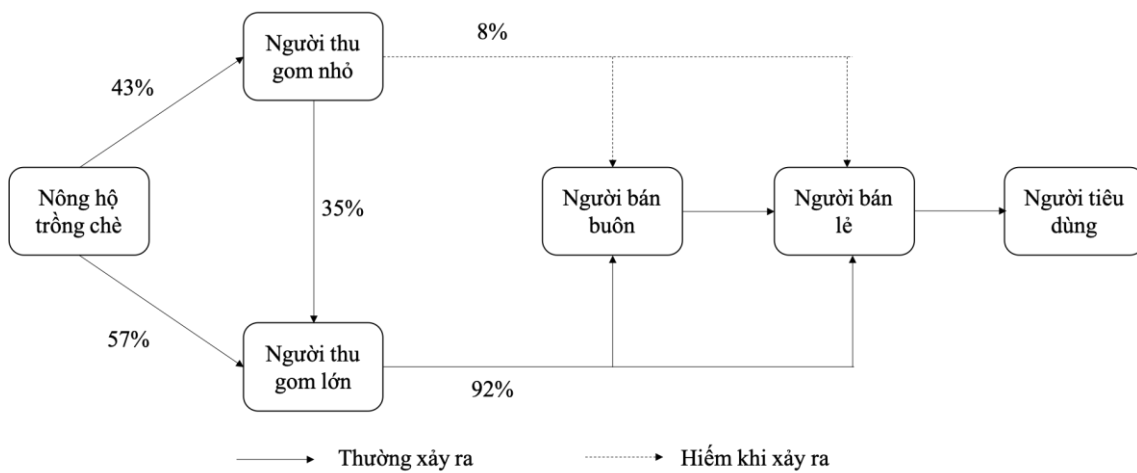 Người thu
gom nhỏ
8%
43%
Nông hộ
trồng chè
35%
Người bán
buôn
Người bán
lẻ
Người tiêu
dùng
57%
Người thu
gom lớn
92%
Thường xảy ra
Hiếm khi xảy ra